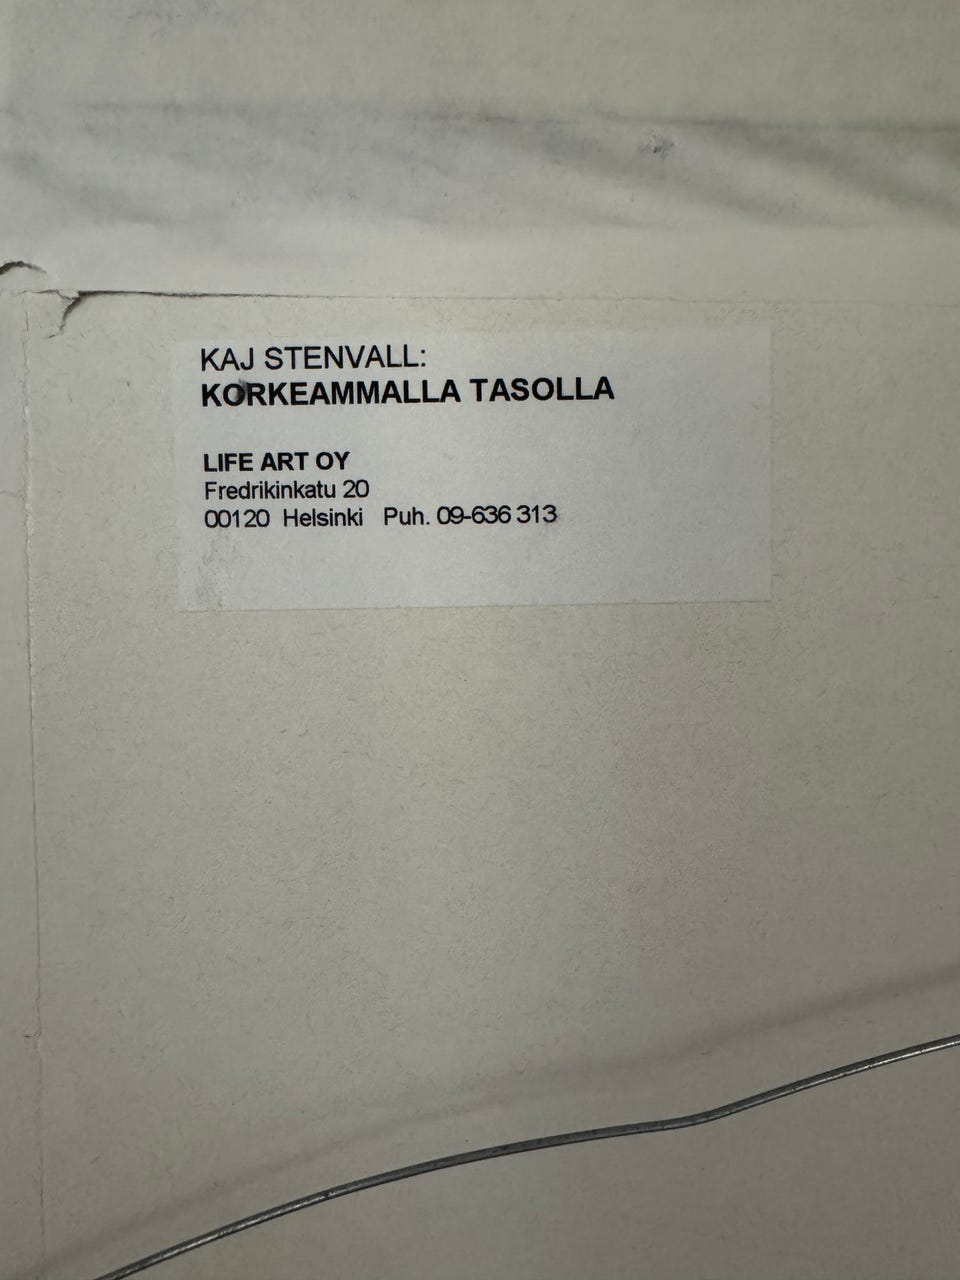 KAJ STENVALL:
KORKEAMMALLA TASOLLA
LIFE ART OY
Fredrikinkatu 20
00120 Helsinki Puh. 09-636 313